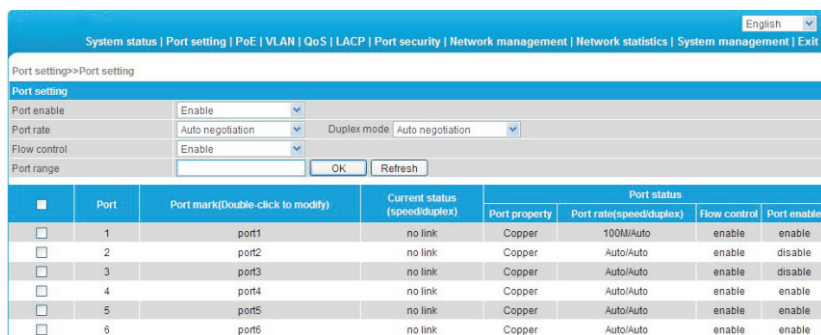 English
System status | Port setting | PoE | VLAN | QoS | LACP | Port security | Network management | Network statistics | System management | Exit
Port setting>>Port setting
Port setting
Port enable Enable
Port rate Auto negotiation Duplex mode Auto negotiation
Flow control Enable
Port range OK Refresh
Port Port mark(Double-click to modify) Current status (speed/duplex) Port status
Port property Port rate(speed/duplex) Flow control Port enable
1 port1 no link Copper 100M/Auto enable enable
2 port2 no link Copper Auto/Auto enable disable
3 port3 no link Copper Auto/Auto enable disable
4 port4 no link Copper Auto/Auto enable enable
5 port5 no link Copper Auto/Auto enable enable
6 port6 no link Copper Auto/Auto enable enable